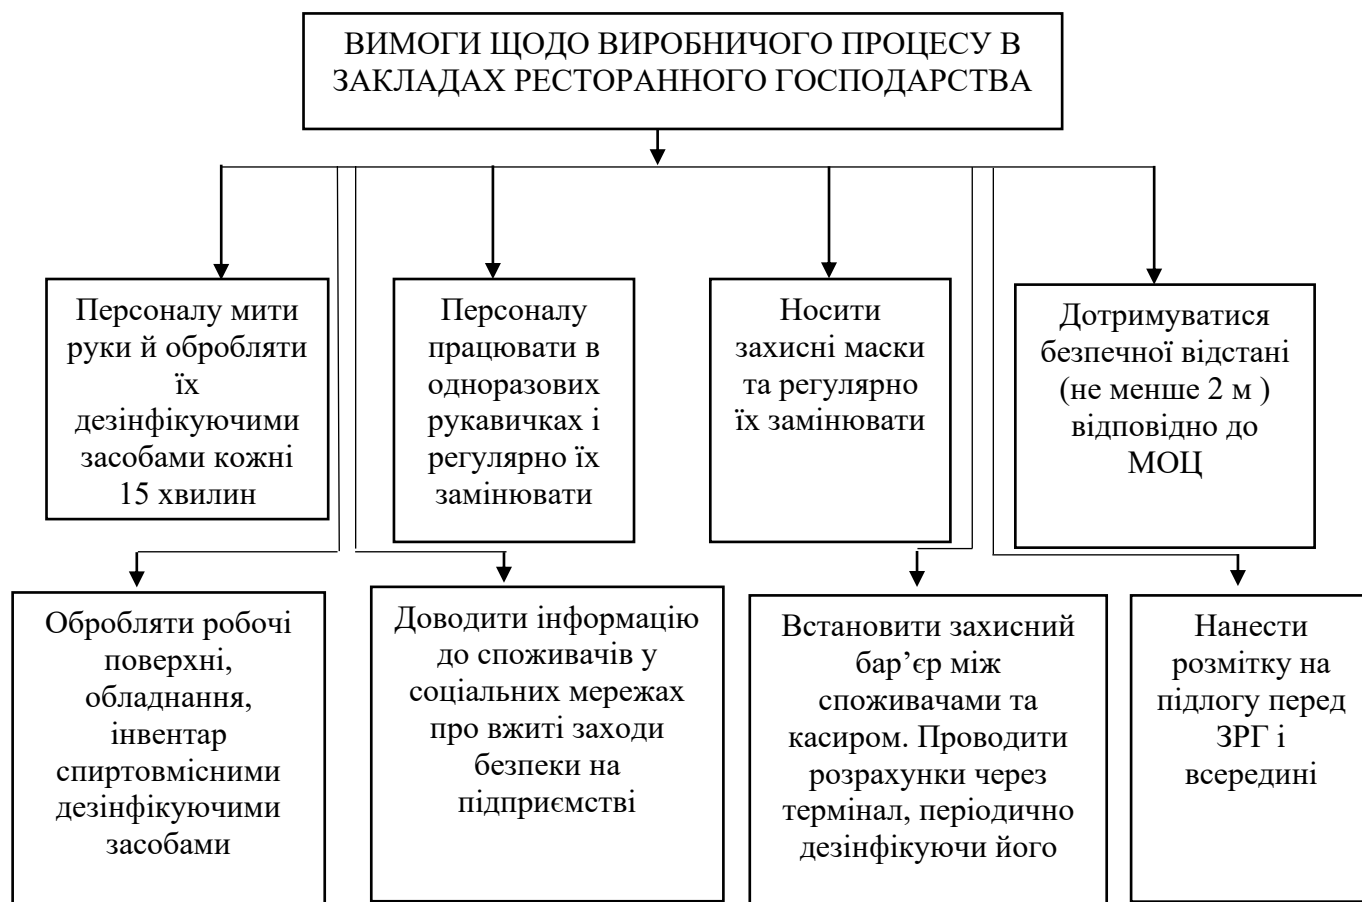 ВИМОГИ ЩОДО ВИРОБНИЧОГО ПРОЦЕСУ В
ЗАКЛАДАХ РЕСТОРАННОГО ГОСПОДАРСТВА
Персоналу мити
руки й обробляти
їх
дезінфікуючими
засобами кожні
15 хвилин
Персоналу
працювати в
одноразових
рукавичках і
регулярно їх
замінювати
Носити
захисні маски
та регулярно
їх замінювати
Дотримуватися
безпечної відстані
(не менше 2 м )
відповідно до
МОЦ
Обробляти робочі
поверхні,
обладнання,
інвентар
спиртовмісними
дезінфікуючими
засобами
Доводити інформацію
до споживачів у
соціальних мережах
про вжиті заходи
безпеки на
підприємстві
Встановити захисний
бар’єр між
споживачами та
касиром. Проводити
розрахунки через
термінал, періодично
дезінфікуючи його
Нанести
розмітку на
підлогу перед
ЗРГ і
всередині